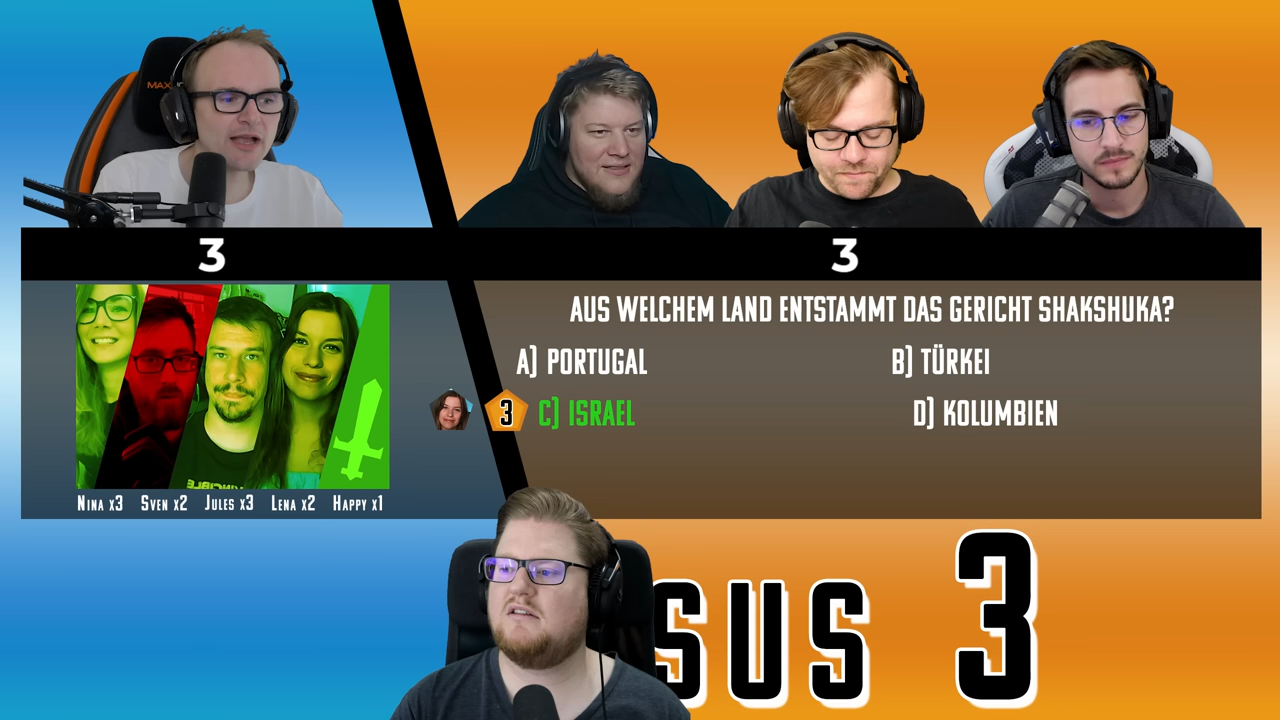 MAX
3
3
AUS WELCHEM LAND ENTSTAMMT DAS GERICHT SHAKSHUKA?
A) PORTUGAL
B) TÜRKEI
3
C) ISRAEL
D) KOLUMBIEN
NINA X3
SVEN X2
JULES X3
LENA X2
HAPPY X1
SUS 3